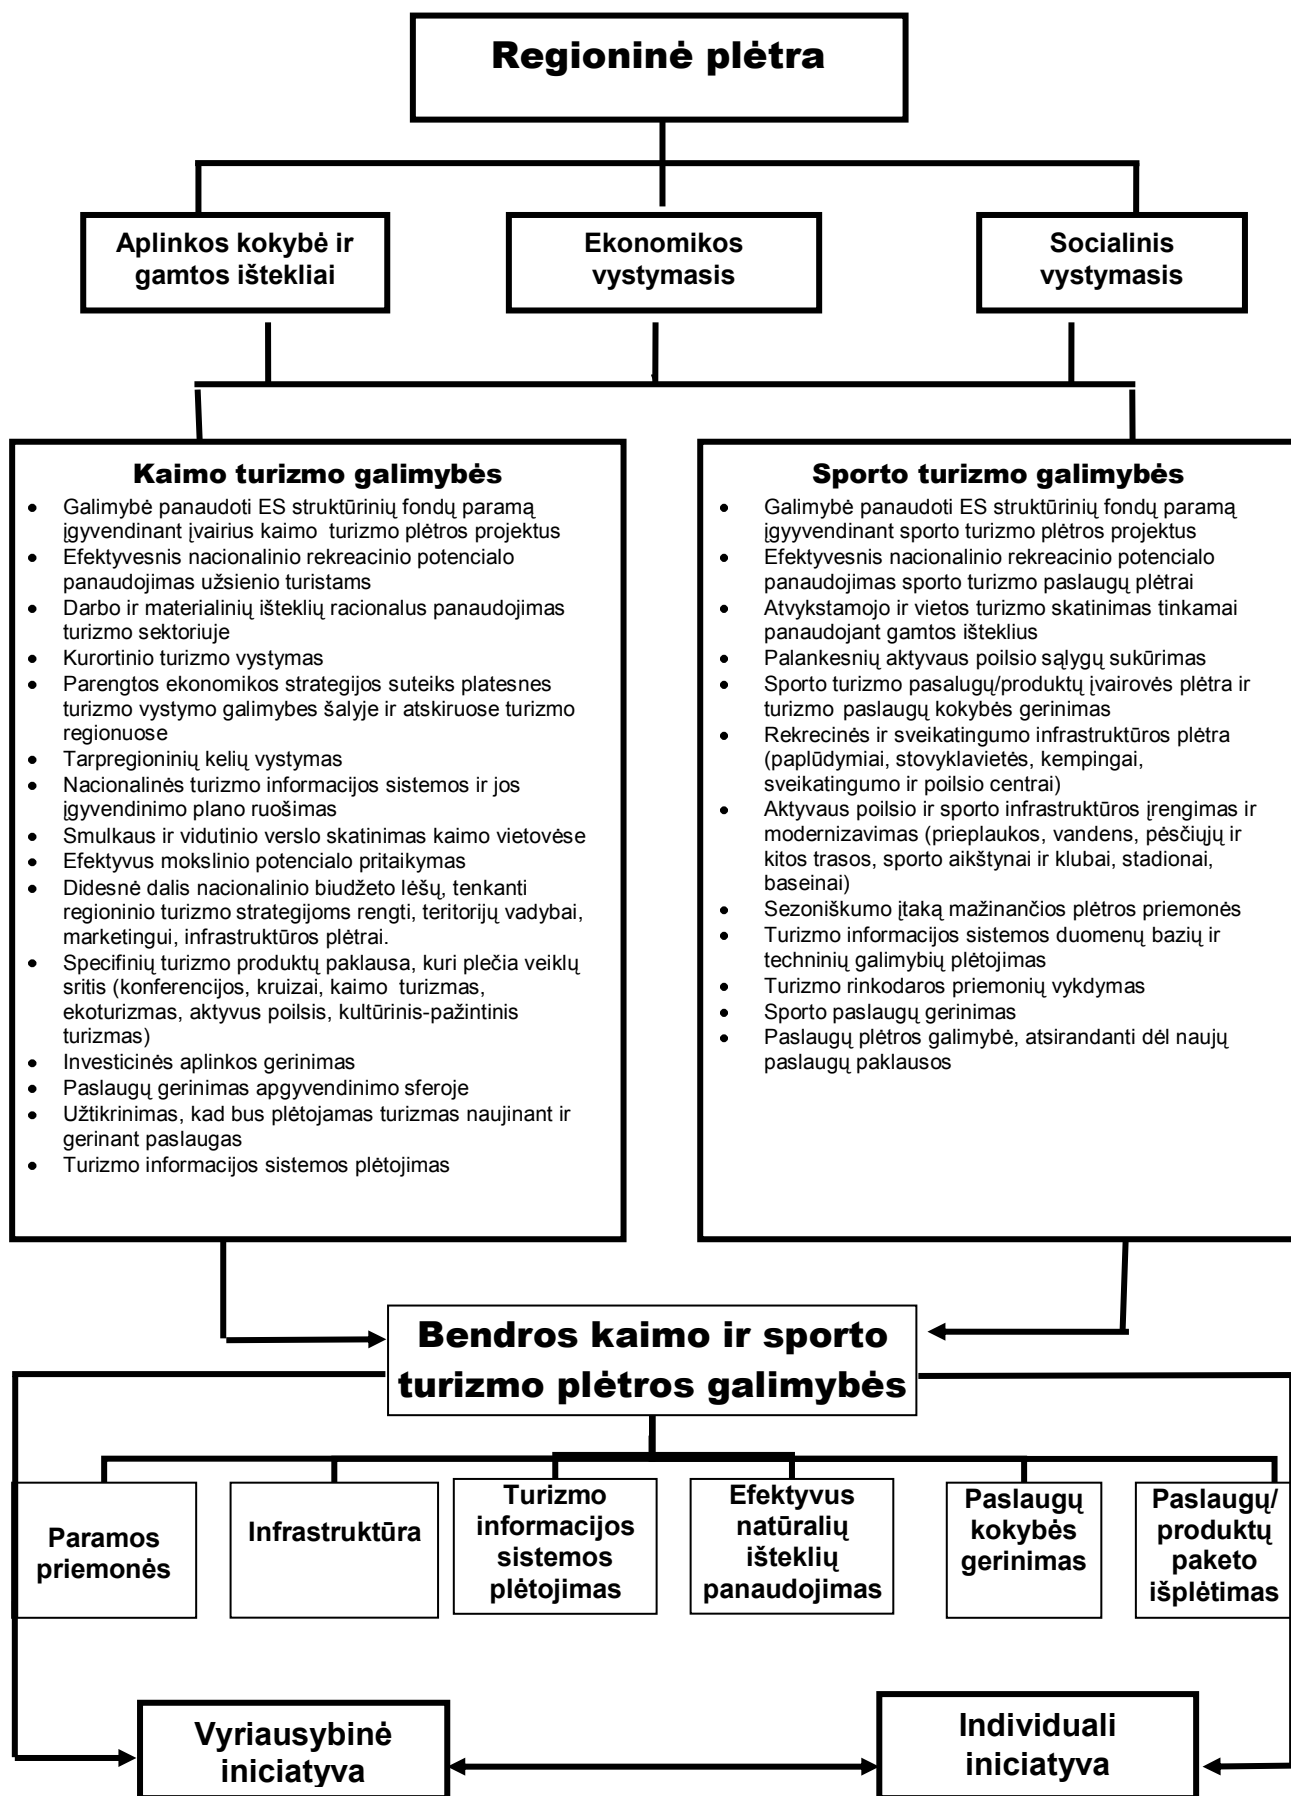 Regioninė plėtra
Aplinkos kokybė ir
gamtos ištekliai
Ekonomikos
vystymasis
Socialinis
vystymasis
Kaimo turizmo galimybės
• Galimybė panaudoti ES struktūrinių fondų paramą
įgyvendinant įvairius kaimo turizmo plėtros projektus
• Efektyvesnis nacionalinio rekreacinio potencialo
panaudojimas užsienio turistams
• Darbo ir materialinių išteklių racionalus panaudojimas
turizmo sektoriuje
• Kurortinio turizmo vystymas
• Parengtos ekonomikos strategijos suteiks platesnes
turizmo vystymo galimybes šalyje ir atskiruose turizmo
regionuose
• Tarpregioninių kelių vystymas
• Nacionalinės turizmo informacijos sistemos ir jos
įgyvendinimo plano ruošimas
• Smulkaus ir vidutinio verslo skatinimas kaimo vietovėse
• Efektyvus mokslinio potencialo pritaikymas
• Didesnė dalis nacionalinio biudžeto lėšų, tenkanti
regioninio turizmo strategijoms rengti, teritorijų vadybai,
marketingui, infrastruktūros plėtrai.
• Specifinių turizmo produktų paklausa, kuri plečia veiklų
sritis (konferencijos, kruizai, kaimo turizmas,
ekoturizmas, aktyvus poilsis, kultūrinis-pažintinis
turizmas)
• Investicinės aplinkos gerinimas
• Paslaugų gerinimas apgyvendinimo sferoje
• Užtikrinimas, kad bus plėtojamas turizmas naujinant ir
gerinant paslaugas
• Turizmo informacijos sistemos plėtojimas
Sporto turizmo galimybės
• Galimybė panaudoti ES struktūrinių fondų paramą
įgyyvendinant sporto turizmo plėtros projektus
• Efektyvesnis nacionalinio rekreacinio potencialo
panaudojimas sporto turizmo paslaugų plėtrai
• Atvykstamojo ir vietos turizmo skatinimas tinkamai
panaudojant gamtos išteklius
• Palankesnių aktyvaus poilsio sąlygų sukūrimas
• Sporto turizmo pasalugų/produktų įvairovės plėtra ir
turizmo paslaugų kokybės gerinimas
• Rekrecinės ir sveikatingumo infrastruktūros plėtra
(paplūdymiai, stovyklavietės, kempingai,
sveikatingumo ir poilsio centrai)
• Aktyvaus poilsio ir sporto infrastruktūros įrengimas ir
modernizavimas (prieplaukos, vandens, pėsčiųjų ir
kitos trasos, sporto aikštynai ir klubai, stadionai,
baseinai)
• Sezoniškumo įtaką mažinančios plėtros priemonės
• Turizmo informacijos sistemos duomenų bazių ir
techninių galimybių plėtojimas
• Turizmo rinkodaros priemonių vykdymas
• Sporto paslaugų gerinimas
• Paslaugų plėtros galimybė, atsirandanti dėl naujų
paslaugų paklausos
Bendros kaimo ir sporto
turizmo plėtros galimybės
Paramos
priemonės
Infrastruktūra
Turizmo
informacijos
sistemos
plėtojimas
Efektyvus
natūralių
išteklių
panaudojimas
Paslaugų
kokybės
gerinimas
Paslaugų/
produktų
paketo
išplėtimas
Vyriausybinė
iniciatyva
Individuali
iniciatyva